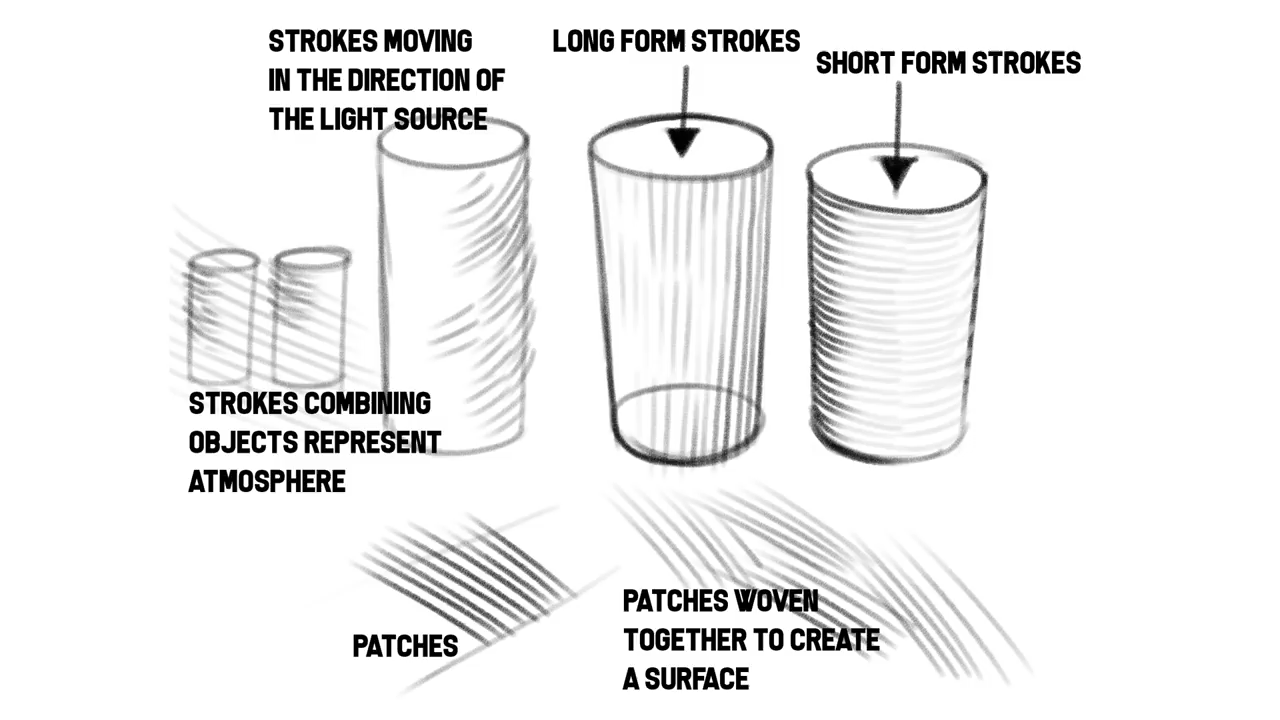 STROKES MOVING
IN THE DIRECTION OF
THE LIGHT SOURCE
LONG FORM STROKES
SHORT FORM STROKES
STROKES COMBINING
OBJECTS REPRESENT
ATMOSPHERE
PATCHES
PATCHES WOVEN
TOGETHER TO CREATE
A SURFACE